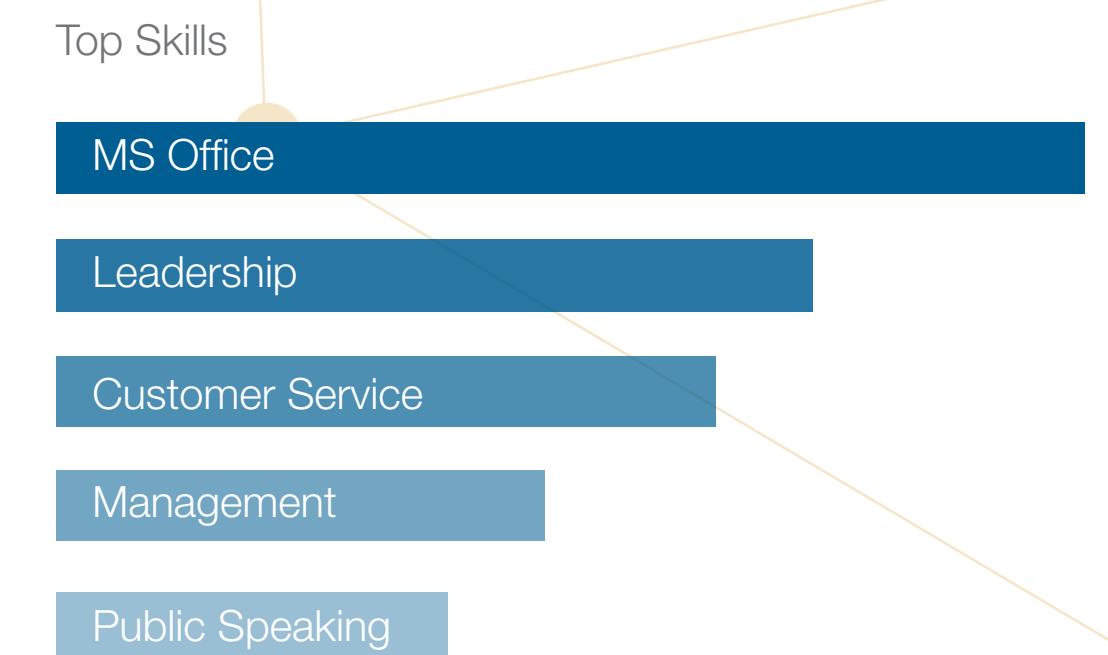 Top Skills
MS Office
Leadership
Customer Service
Management
Public Speaking